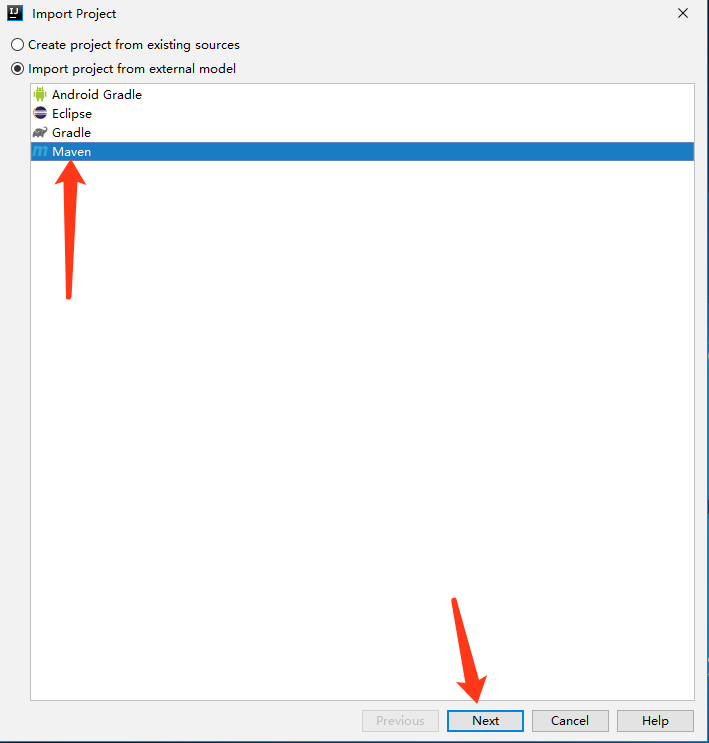 Import Project
Create project from existing sources
Import project from external model
Android Gradle
Eclipse
Gradle
Maven
Previous Next Cancel Help